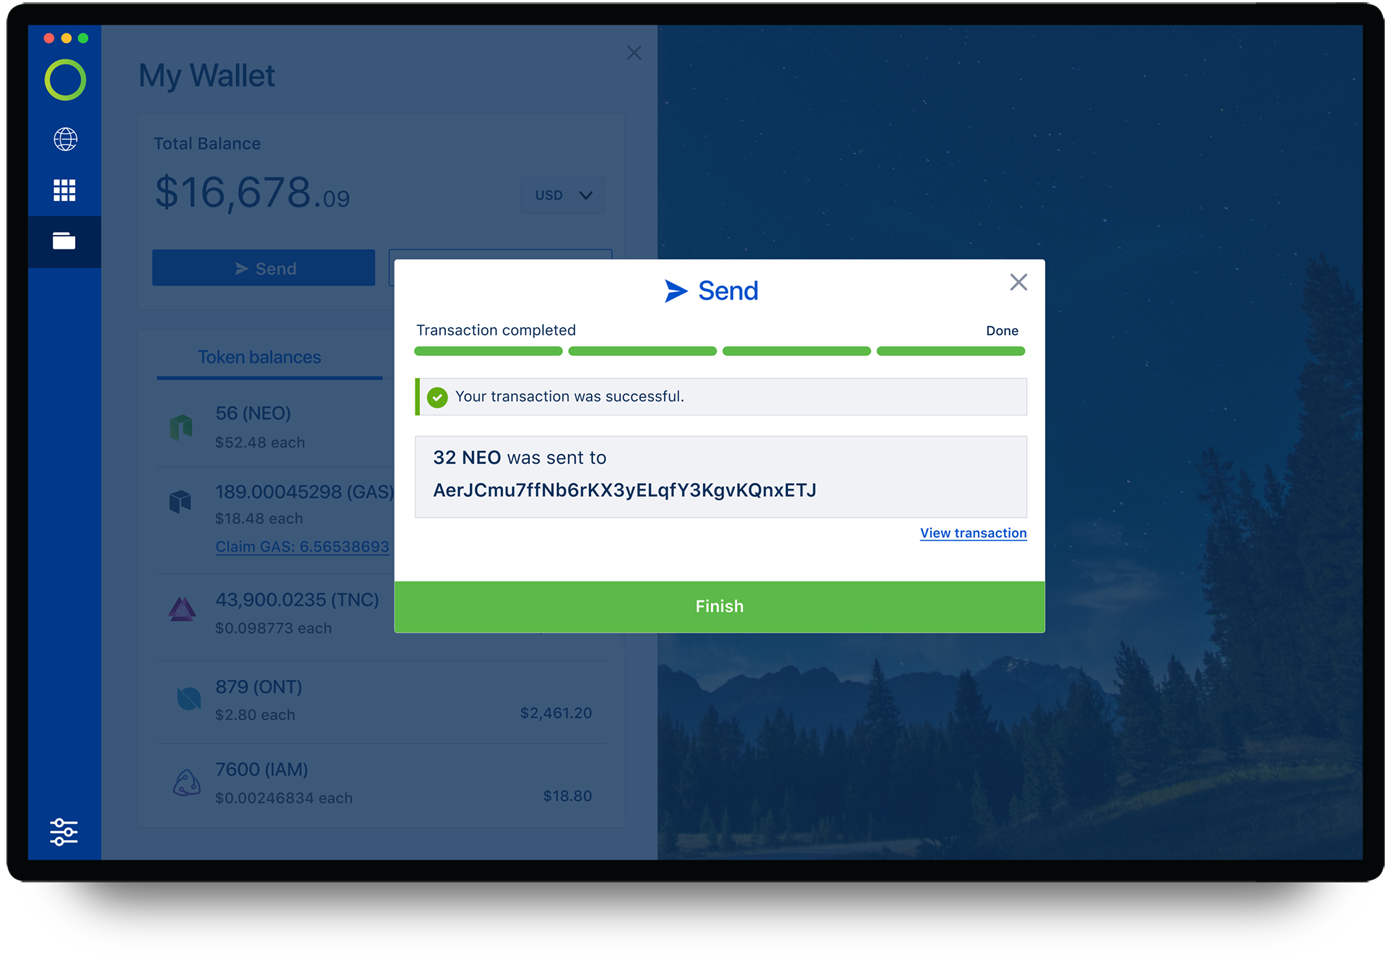 My Wallet
Total Balance
$16,678.09
USD
Send
Token balances
56 (NEO)
$52.48 each
189.00045298 (GAS)
$18.48 each
Claim GAS: 6.56538693
43,900.0235 (TNC)
$0.098773 each
879 (ONT)
$2.80 each
$2,461.20
7600 (IAM)
$0.00246834 each
$18.80
Send
Transaction completed
Done
Your transaction was successful.
32 NEO was sent to
AerJCmu7ffNb6rKX3yELqfY3KgvKQnxETJ
View transaction
Finish